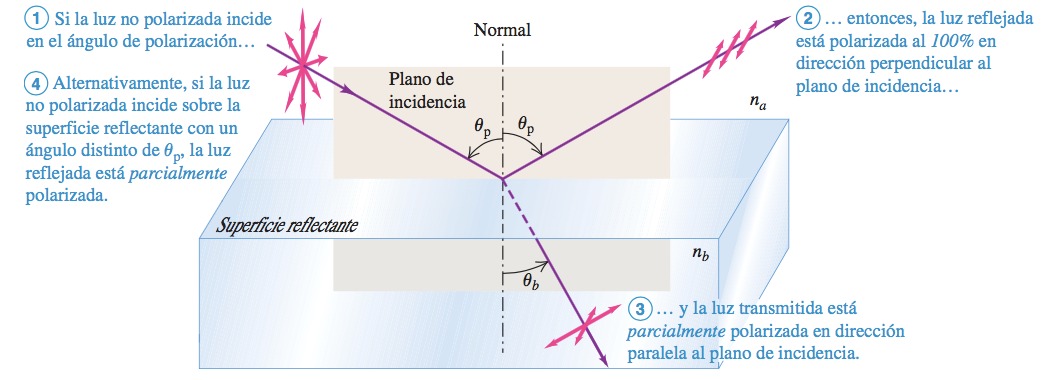 ① Si la luz no polarizada incide
en el ángulo de polarización…
④ Alternativamente, si la luz
no polarizada incide sobre la
superficie reflectante con un
ángulo distinto de θp, la luz
reflejada está parcialmente
polarizada.
Normal
Plano de
incidencia
θp
θp
② … entonces, la luz reflejada
está polarizada al 100% en
dirección perpendicular al
plano de incidencia…
na
Superficie reflectante
nb
θb
③ … y la luz transmitida está
parcialmente polarizada en dirección
paralela al plano de incidencia.